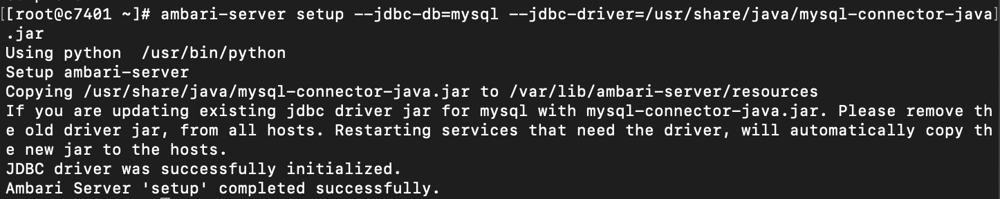 [[root@c7401 ~]# ambari-server setup --jdbc-db=mysql --jdbc-driver=/usr/share/java/mysql-connector-java]
.jar
Using python  /usr/bin/python
Setup ambari-server
Copying /usr/share/java/mysql-connector-java.jar to /var/lib/ambari-server/resources
If you are updating existing jdbc driver jar for mysql with mysql-connector-java.jar. Please remove th
e old driver jar, from all hosts. Restarting services that need the driver, will automatically copy th
e new jar to the hosts.
JDBC driver was successfully initialized.
Ambari Server 'setup' completed successfully.